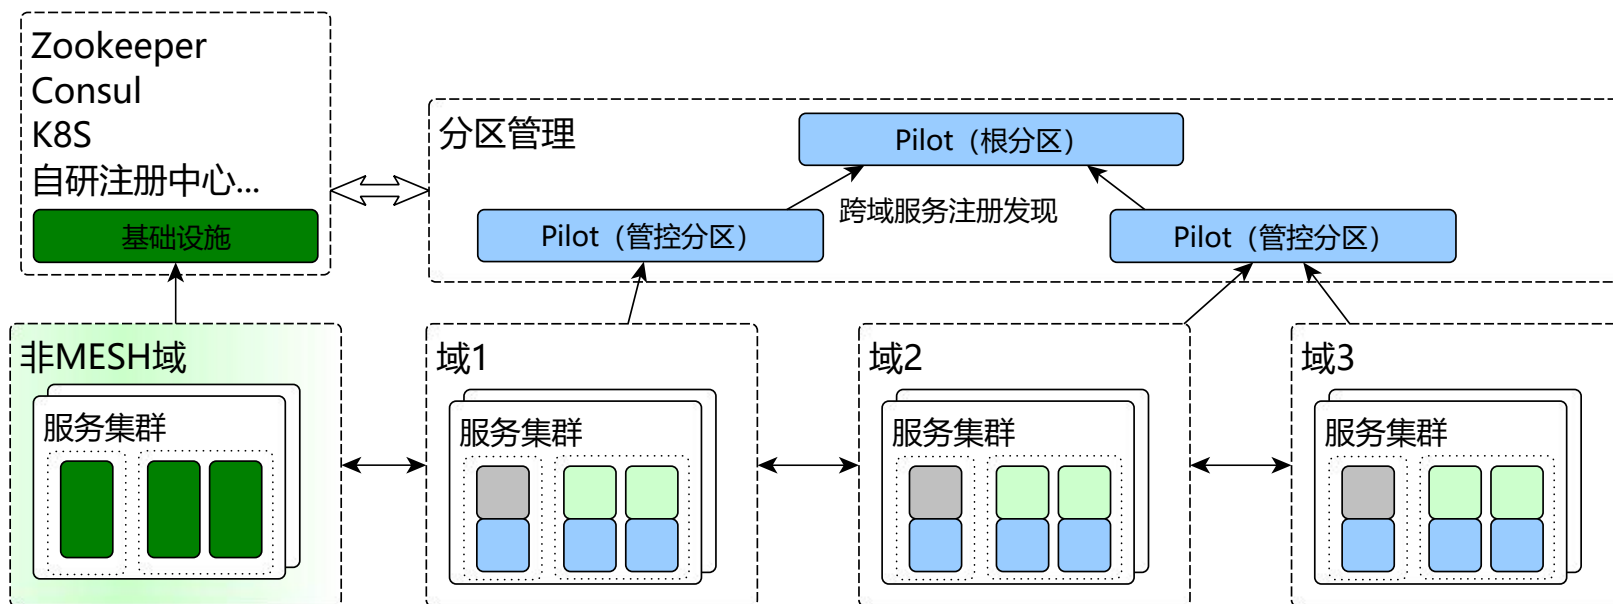 Zookeeper
Consul
K8S
自研注册中心...
基础设施
分区管理
Pilot（根分区）
跨域服务注册发现
Pilot（管控分区）
Pilot（管控分区）
非MESH域
服务集群
域1
服务集群
域2
服务集群
域3
服务集群